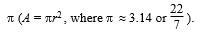 π (A = πr², where π ≈ 3.14 or 22/7).